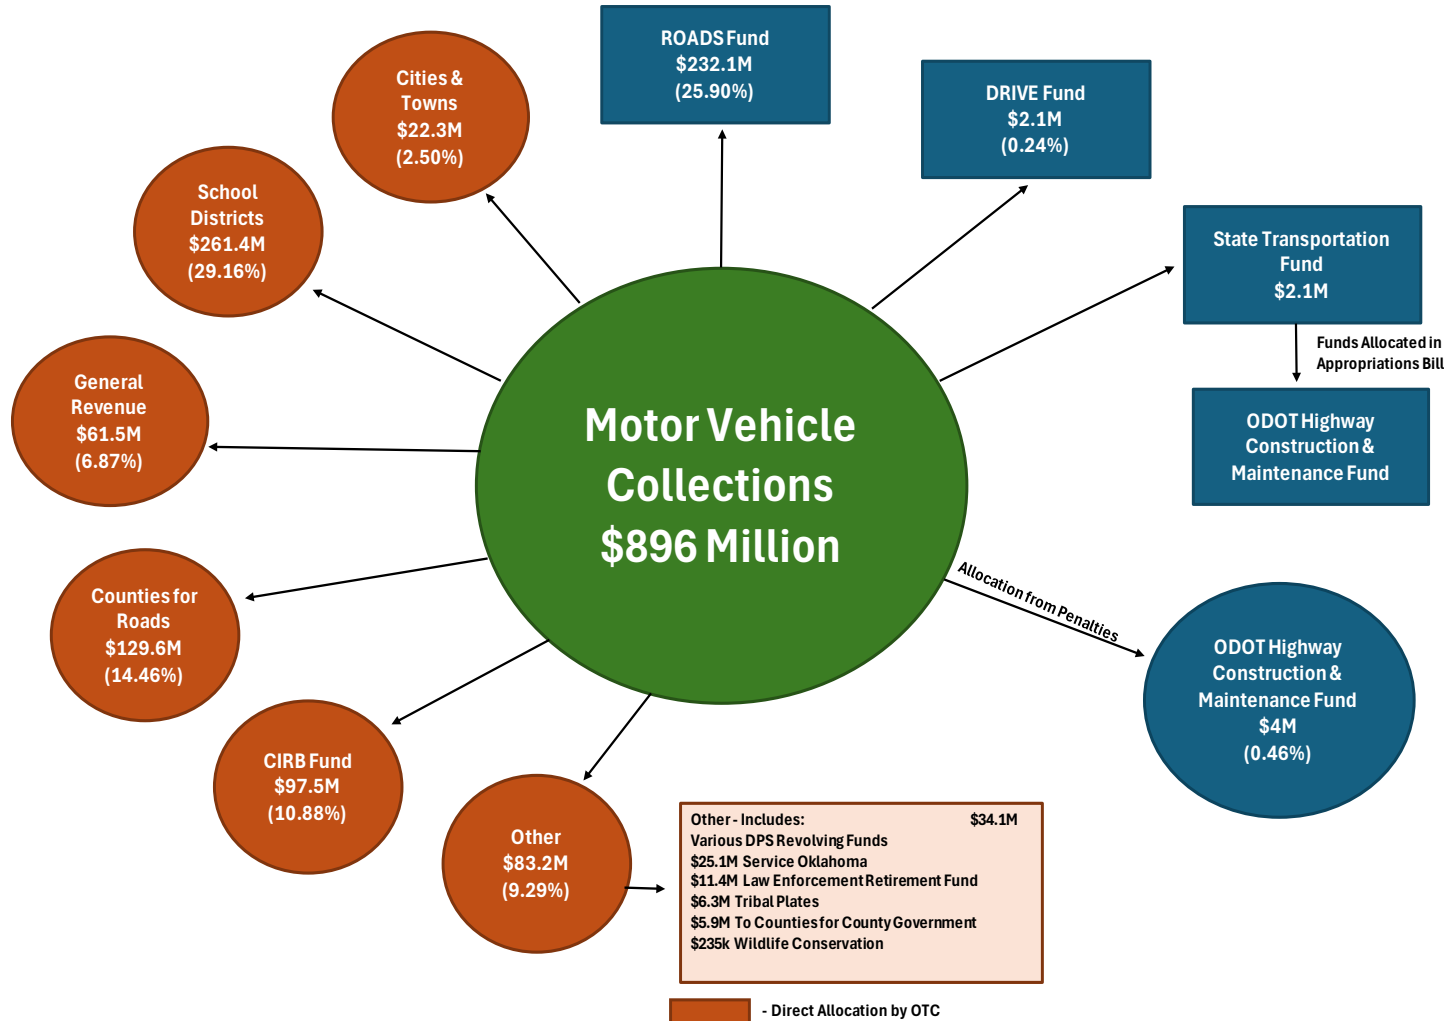 ROADS Fund
$232.1M
(25.90%)
DRIVE Fund
$2.1M
(0.24%)
Cities &
Towns
$22.3M
(2.50%)
School
Districts
$261.4M
(29.16%)
State Transportation
Fund
$2.1M
Funds Allocated in
Appropriations Bill
General
Revenue
$61.5M
(6.87%)
ODOT Highway
Construction &
Maintenance Fund
Motor Vehicle
Collections
$896 Million
Allocation from Penalties
Counties for
Roads
$129.6M
(14.46%)
ODOT Highway
Construction &
Maintenance Fund
$4M
(0.46%)
CIRB Fund
$97.5M
(10.88%)
Other
$83.2M
(9.29%)
Other - Includes: $34.1M
Various DPS Revolving Funds
$25.1M Service Oklahoma
$11.4M Law Enforcement Retirement Fund
$6.3M Tribal Plates
$5.9M To Counties for County Government
$235k Wildlife Conservation
- Direct Allocation by OTC